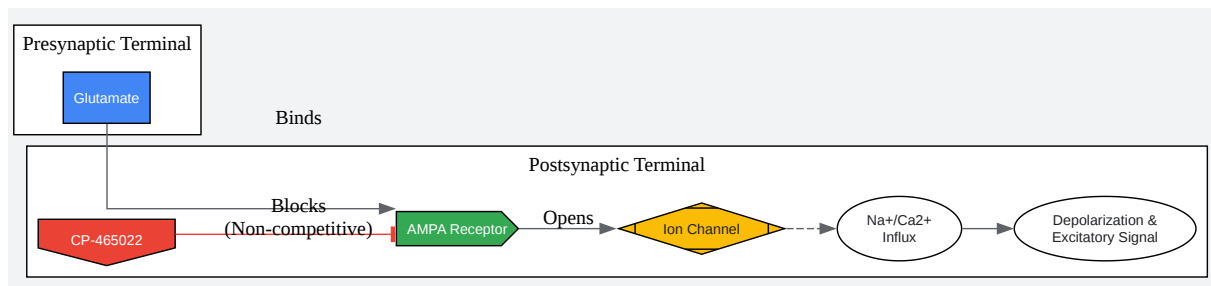 Presynaptic Terminal
Glutamate
Binds
Postsynaptic Terminal
Blocks
(Non-competitive)
CP-465022
AMPA Receptor
Opens
Ion Channel
Na+/Ca2+
Influx
Depolarization &
Excitatory Signal